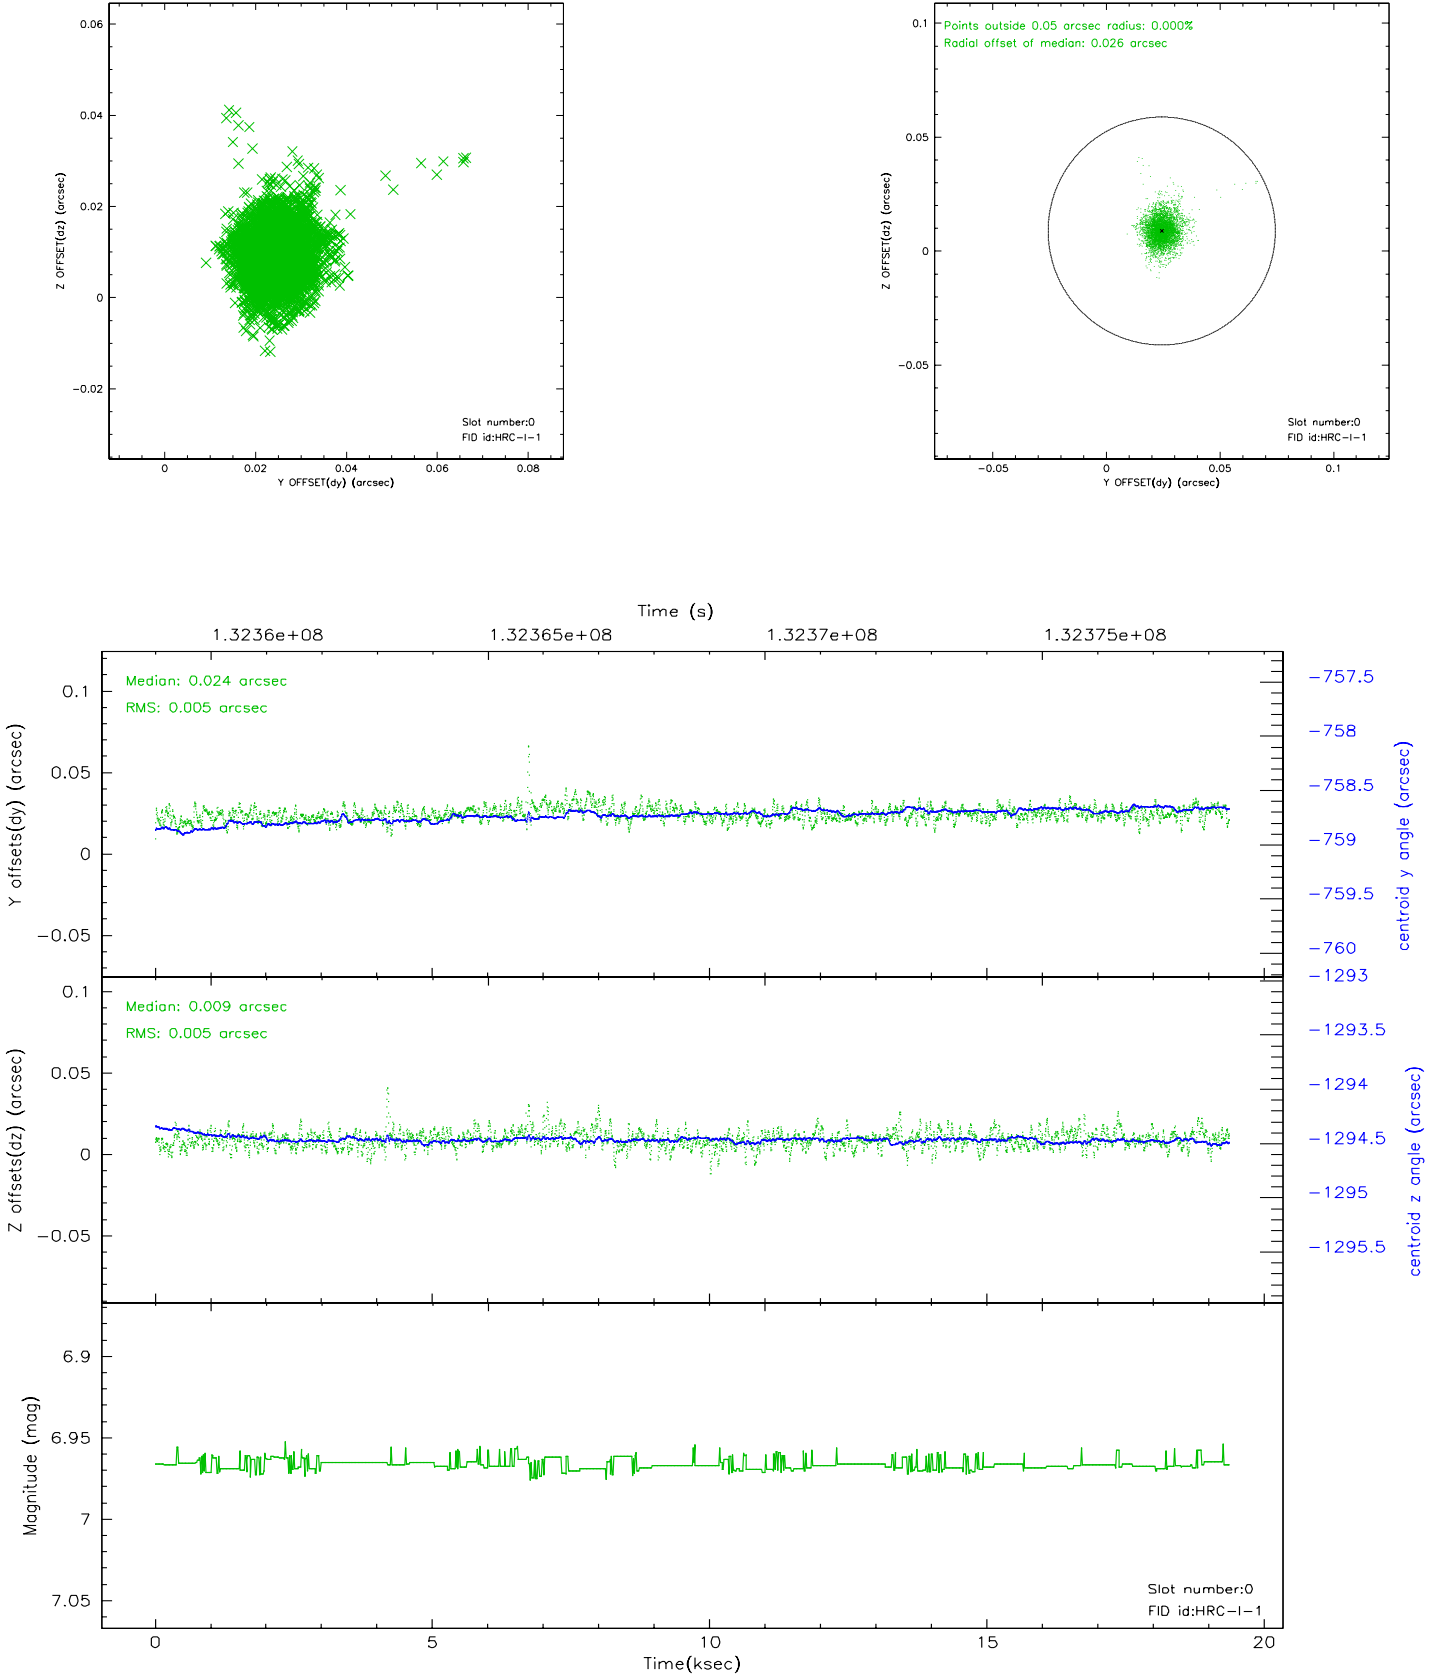 0.06
0.04
0.02
0
−0.02
Z OFFSET(dz) (arcsec)
Slot number:0
FID id:HRC−I−1
0 0.02 0.04 0.06 0.08
Y OFFSET(dy) (arcsec)
Points outside 0.05 arcsec radius: 0.000%
Radial offset of median: 0.026 arcsec
0.1
0.05
0
−0.05
Z OFFSET(dz) (arcsec)
Slot number:0
FID id:HRC−I−1
−0.05 0 0.05 0.1
Y OFFSET(dy) (arcsec)
Time (s)
1.3236e+08 1.32365e+08 1.3237e+08 1.32375e+08
Median: 0.024 arcsec
RMS: 0.005 arcsec
0.1
0.05
0
−0.05
Y offsets(dy) (arcsec)
−757.5
−758
−758.5
−759
−759.5
−760
centroid y angle (arcsec)
Median: 0.009 arcsec
RMS: 0.005 arcsec
0.1
0.05
0
−0.05
Z offsets(dz) (arcsec)
−1293
−1293.5
−1294
−1294.5
−1295
−1295.5
centroid z angle (arcsec)
6.9
6.95
7
7.05
Magnitude (mag)
Slot number:0
FID id:HRC−I−1
0 5 10 15 20
Time(ksec)